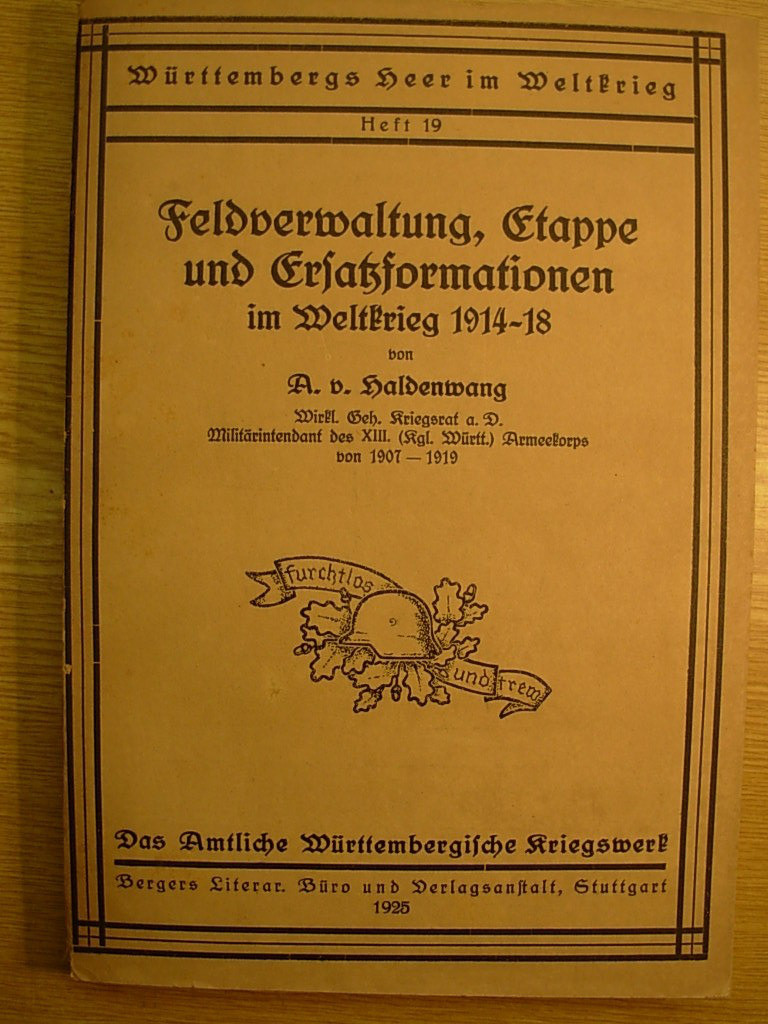 Württembergs Heer im Weltkrieg
Heft 19
Feldverwaltung, Etappe
und Erſatzformationen
im Weltkrieg 1914-18
von
A. v. Haldenwang
Wirkl. Geh. Kriegsrat a. D.
Militärintendant des XIII. (Kgl. Württ.) Armeekorps
von 1907 — 1919
furchtlos
und trew
Das Amtliche Württembergiſche Kriegswerk
Bergers Literar. Büro und Verlagsanſtalt, Stuttgart
1925